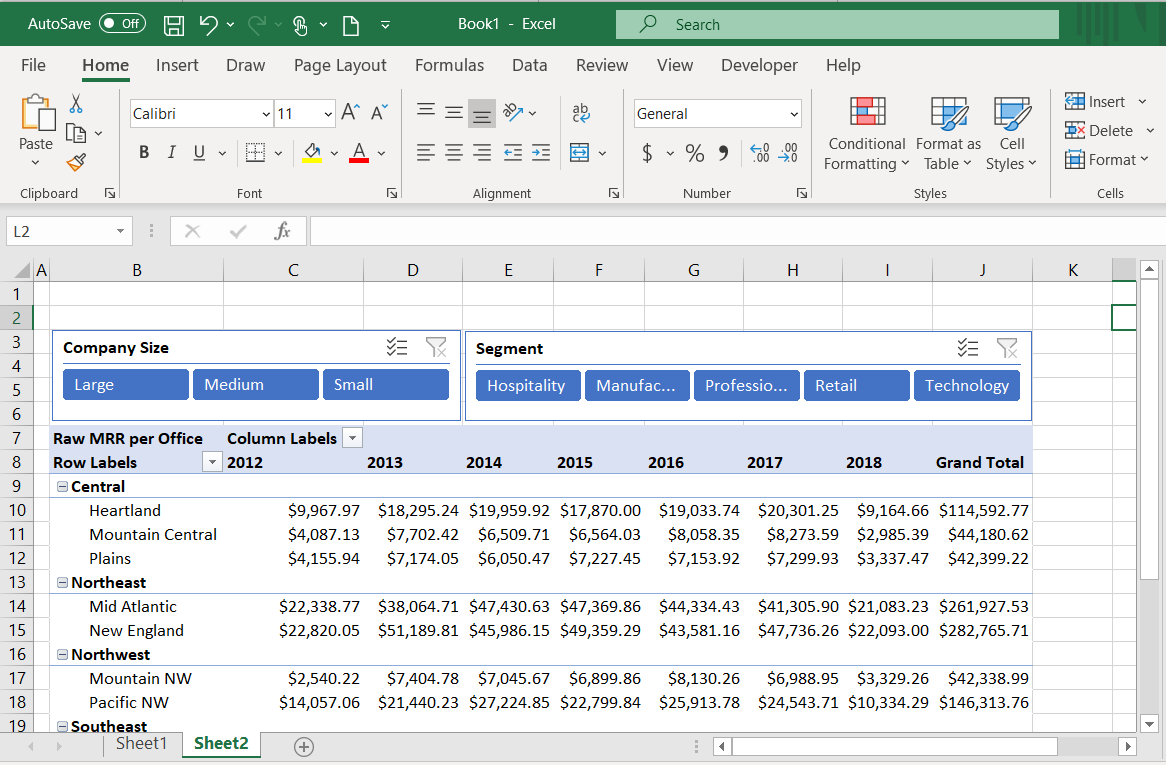 AutoSave Off Book1 - Excel Search
File Home Insert Draw Page Layout Formulas Data Review View Developer Help
Paste
Calibri 11
B I U A
ab
General
$ % 9
Conditional Formatting
Format as Table
Cell Styles
Insert
Delete
Format
Clipboard Font Alignment Number Styles Cells
L2 fx
A B C D E F G H I J K
1
2
3 Company Size Segment
4
5 Large Medium Small Hospitality Manufac... Professio... Retail Technology
6
7 Raw MRR per Office Column Labels
8 Row Labels 2012 2013 2014 2015 2016 2017 2018 Grand Total
9 Central
10 Heartland $9,967.97 $18,295.24 $19,959.92 $17,870.00 $19,033.74 $20,301.25 $9,164.66 $114,592.77
11 Mountain Central $4,087.13 $7,702.42 $6,509.71 $6,564.03 $8,058.35 $8,273.59 $2,985.39 $44,180.62
12 Plains $4,155.94 $7,174.05 $6,050.47 $7,227.45 $7,153.92 $7,299.93 $3,337.47 $42,399.22
13 Northeast
14 Mid Atlantic $22,338.77 $38,064.71 $47,430.63 $47,369.86 $44,334.43 $41,305.90 $21,083.23 $261,927.53
15 New England $22,820.05 $51,189.81 $45,986.15 $49,359.29 $43,581.16 $47,736.26 $22,093.00 $282,765.71
16 Northwest
17 Mountain NW $2,540.22 $7,404.78 $7,045.67 $6,899.86 $8,130.26 $6,988.95 $3,329.26 $42,338.99
18 Pacific NW $14,057.06 $21,440.23 $27,224.85 $22,799.84 $25,913.78 $24,543.71 $10,334.29 $146,313.76
19 Southeast
Sheet1 Sheet2